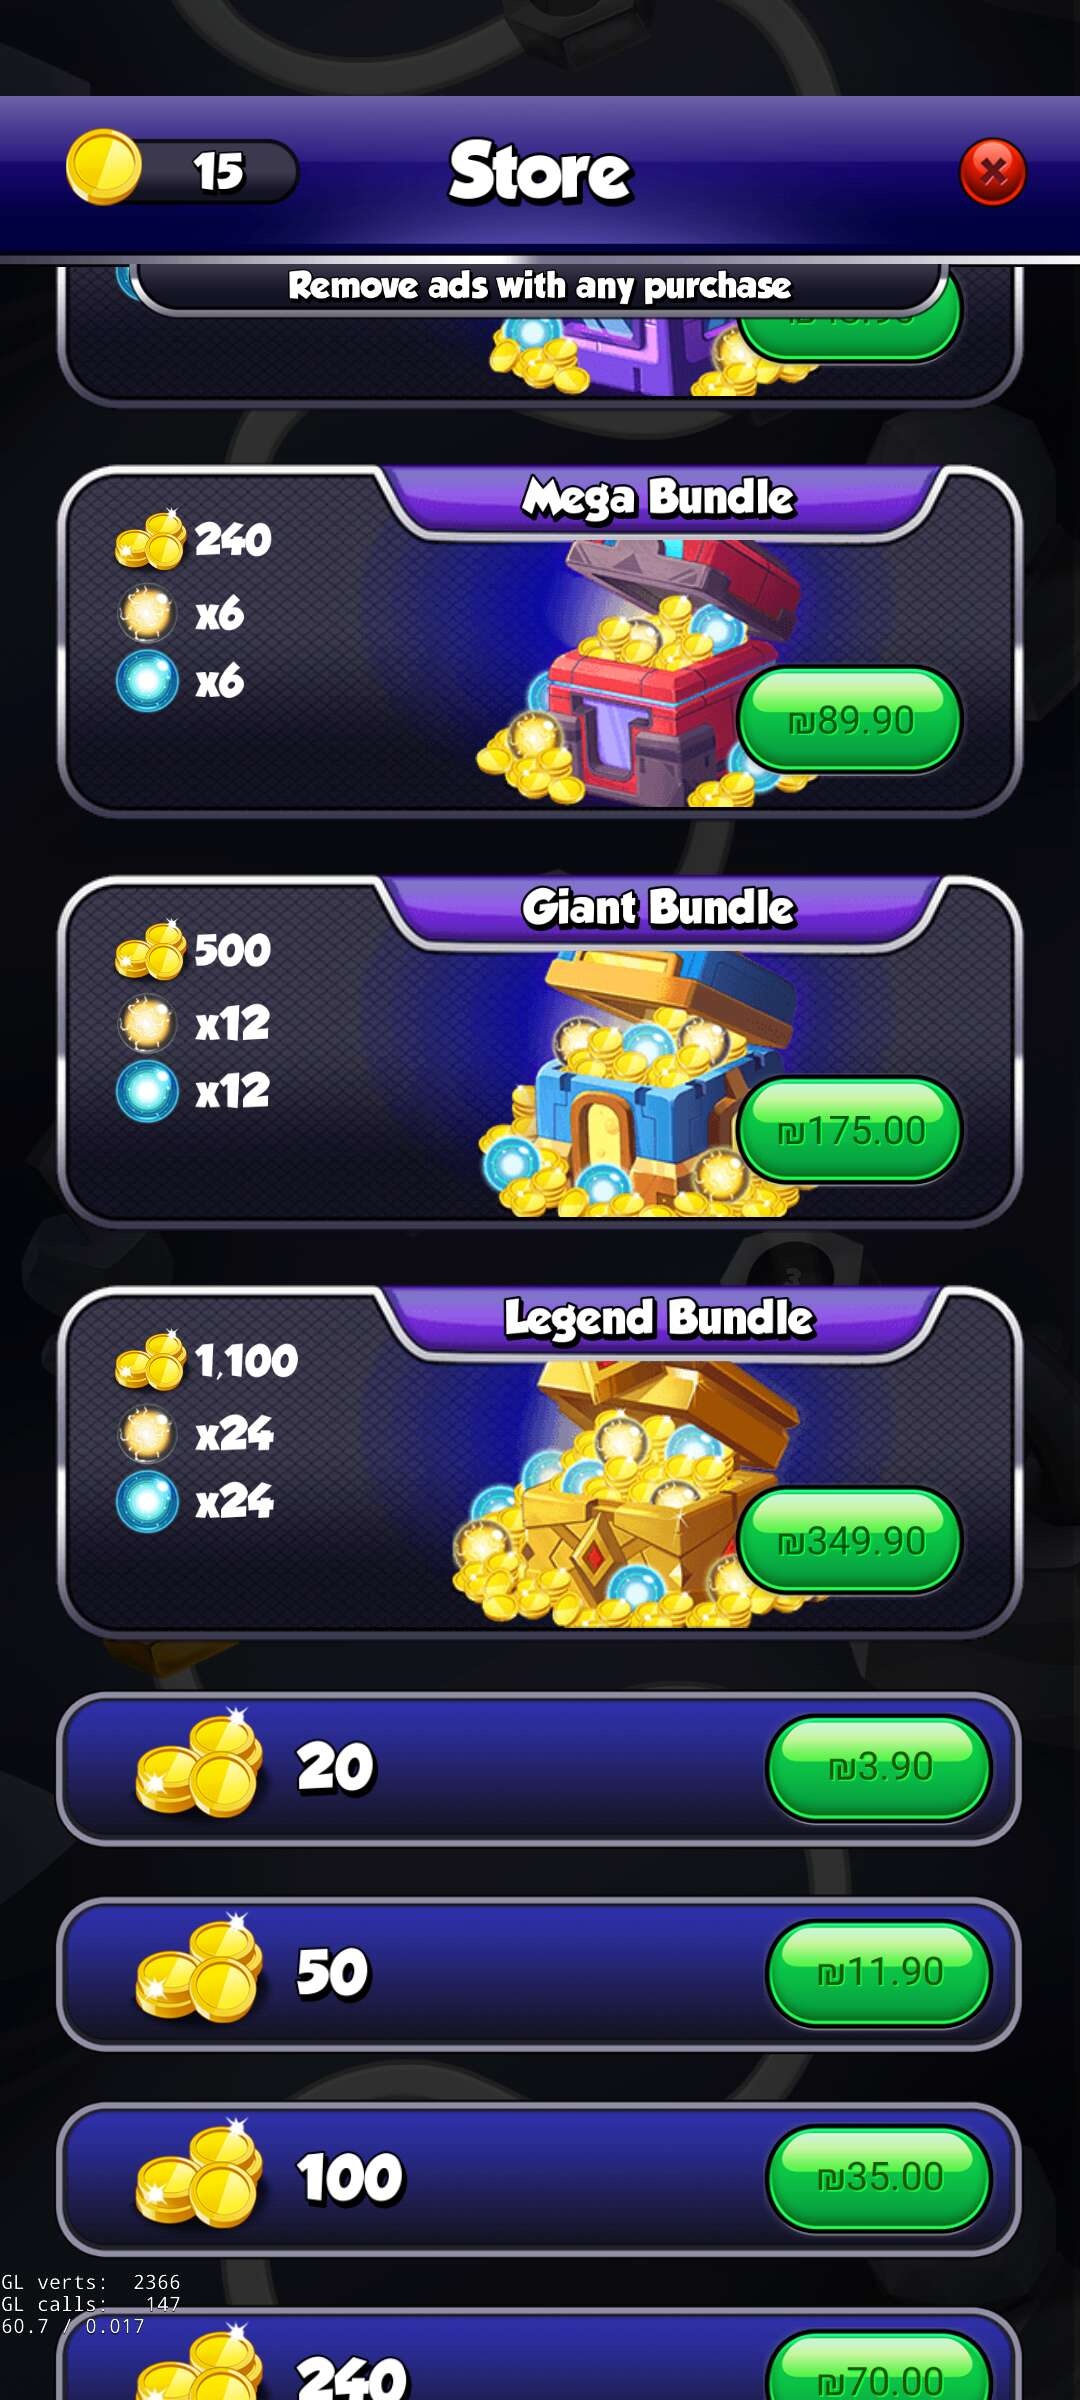 15
Store
Remove ads with any purchase
Mega Bundle
240
x6
x6
₪89.90
Giant Bundle
500
x12
x12
₪175.00
Legend Bundle
1,100
x24
x24
₪349.90
20
₪3.90
50
₪11.90
100
₪35.00
GL verts: 2366
GL calls: 147
60.7 / 0.017
240
₪70.00